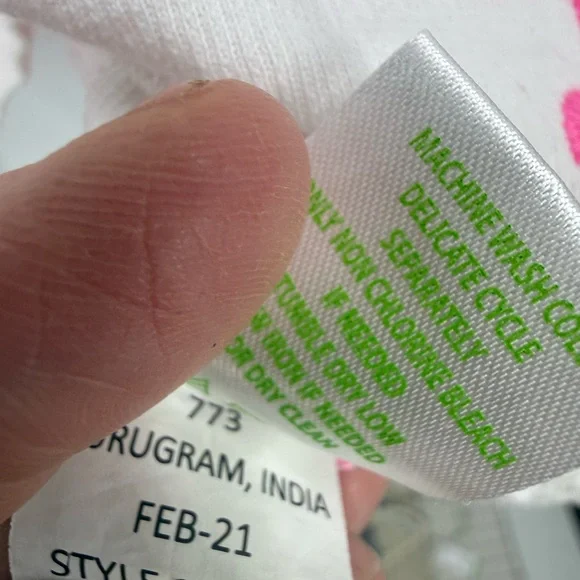 MACHINE WASH COL
DELICATE CYCLE
SEPARATELY
ONLY NON CHLORINE BLEACH
IF NEEDED
TUMBLE DRY LOW
IRON IF NEEDED
OR DRY CLEAN
773
GURUGRAM, INDIA
FEB-21
STYLE